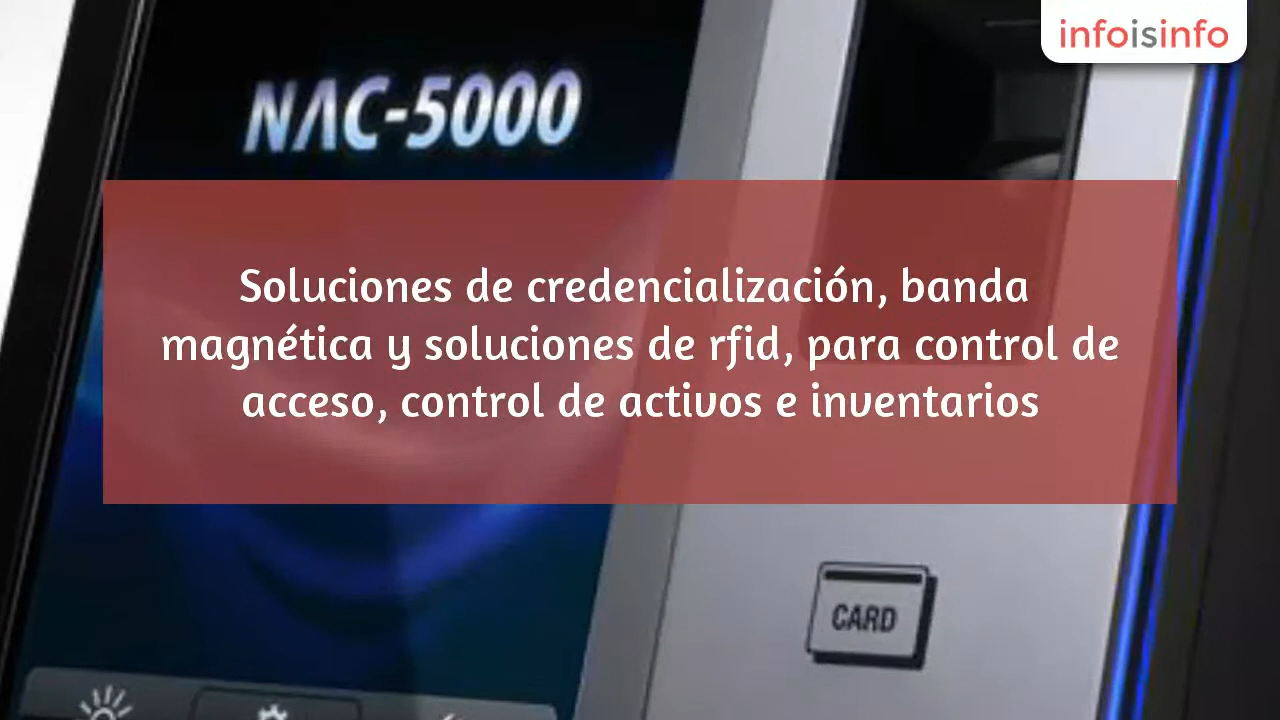 infoisinfo
NAC-5000
Soluciones de credencialización, banda
magnética y soluciones de rfid, para control de
acceso, control de activos e inventarios
CARD